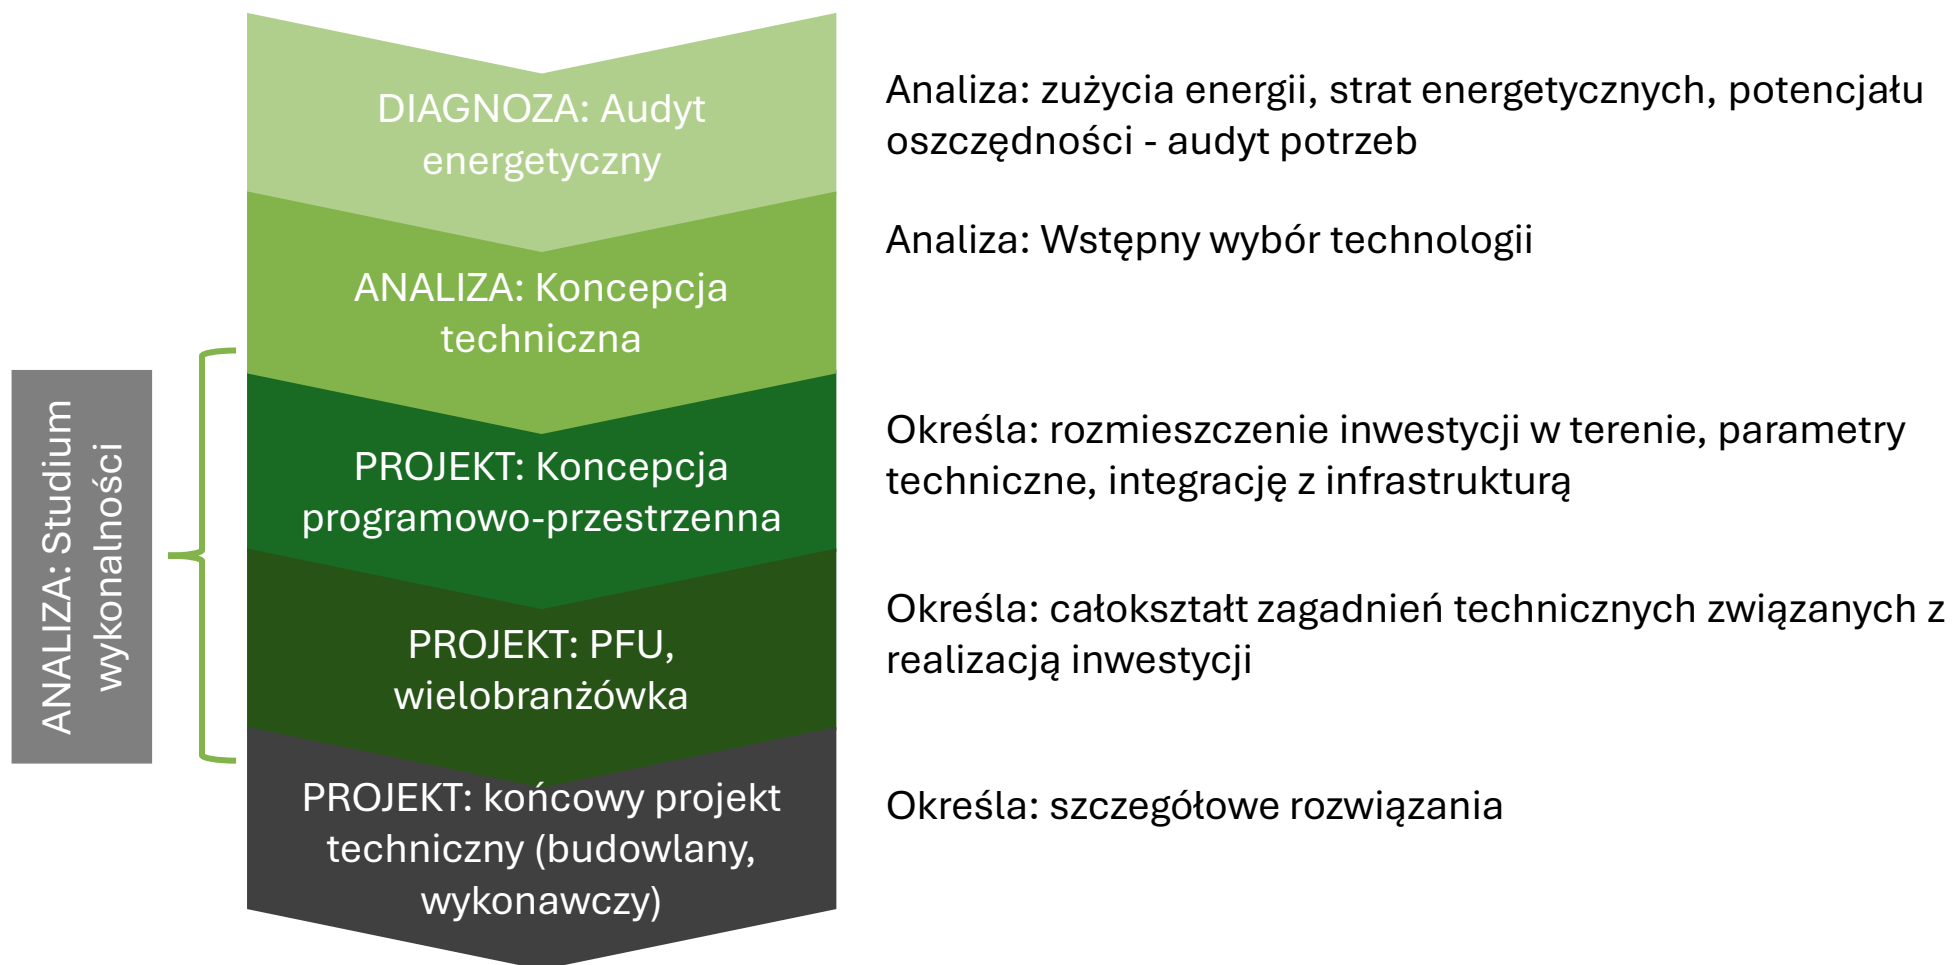 DIAGNOZA: Audyt
energetyczny
Analiza: zużycia energii, strat energetycznych, potencjału
oszczędności - audyt potrzeb
ANALIZA: Koncepcja
techniczna
Analiza: Wstępny wybór technologii
PROJEKT: Koncepcja
programowo-przestrzenna
Określa: rozmieszczenie inwestycji w terenie, parametry
techniczne, integrację z infrastrukturą
PROJEKT: PFU,
wielobranżówka
Określa: całokształt zagadnień technicznych związanych z
realizacją inwestycji
PROJEKT: końcowy projekt
techniczny (budowlany,
wykonawczy)
Określa: szczegółowe rozwiązania
ANALIZA: Studium
wykonalności